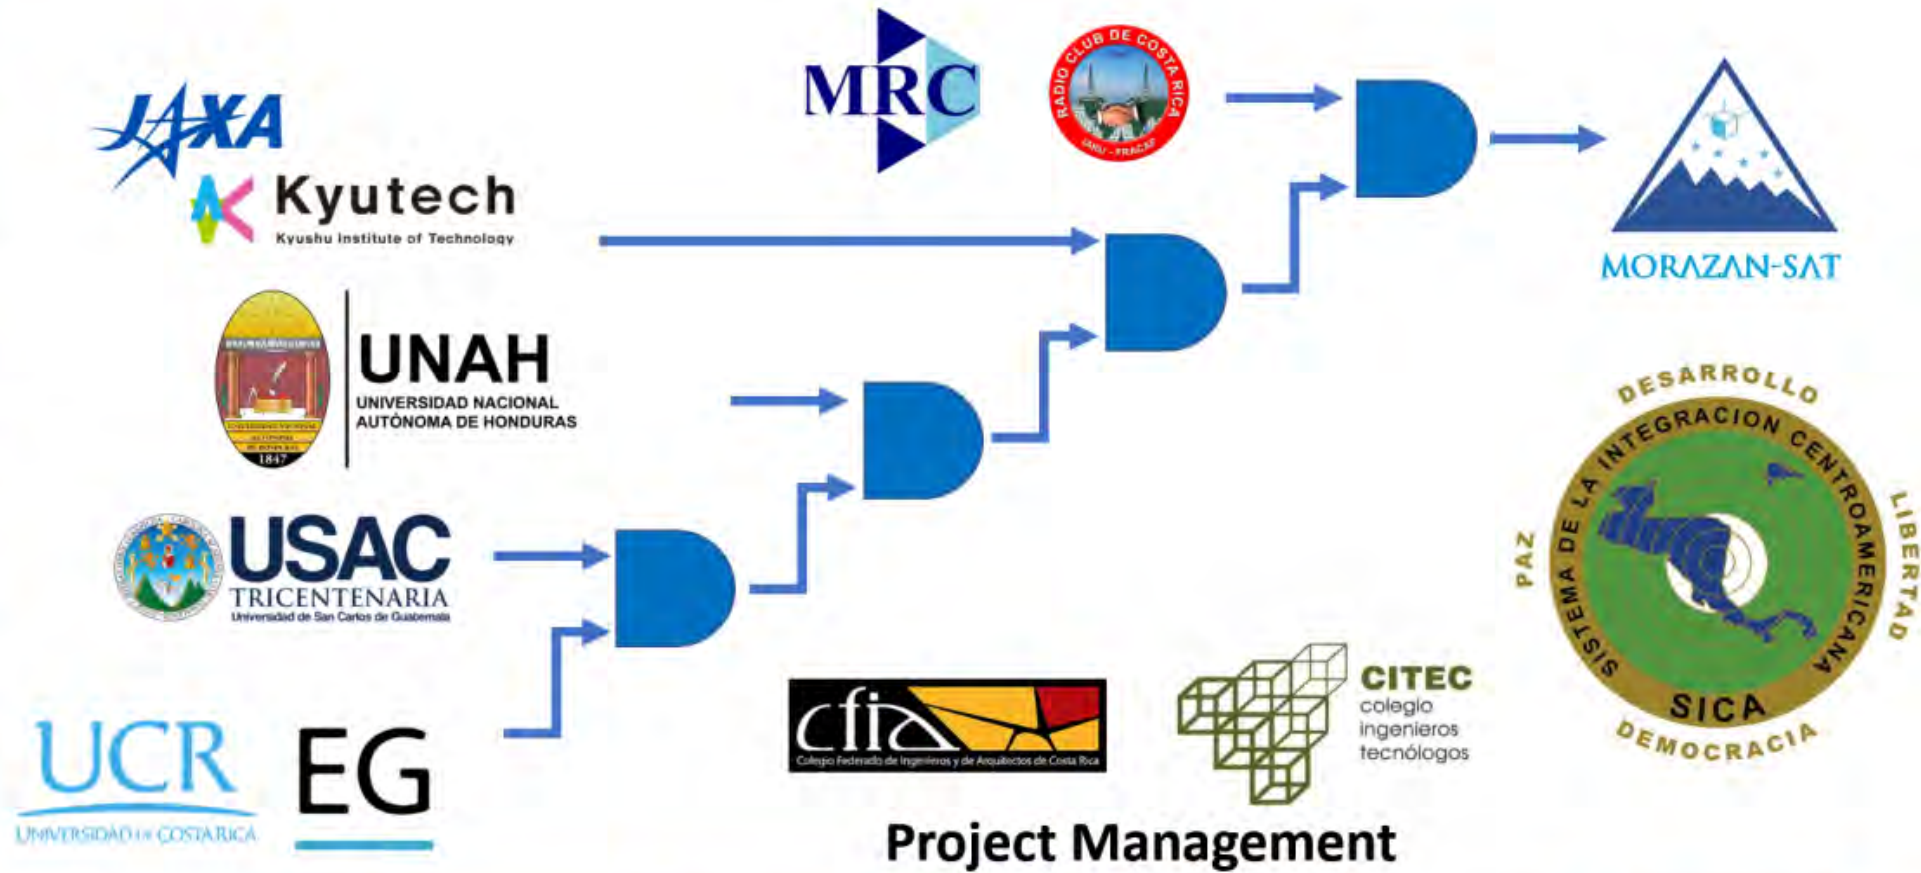 MRC
RADIO CLUB DE COSTA RICA
IARU - FRACAP
JAXA
Kyutech
Kyushu Institute of Technology
MORAZAN-SAT
UNAH
UNIVERSIDAD NACIONAL
AUTÓNOMA DE HONDURAS
1847
USAC
TRICENTENARIA
Universidad de San Carlos de Guatemala
UCR
UNIVERSIDAD DE COSTA RICA
EG
cfia
Colegio Federado de Ingenieros y de Arquitectos de Costa Rica
CITEC
colegio
ingenieros
tecnólogos
Project Management
DESARROLLO
PAZ
LIBERTAD
SISTEMA DE LA INTEGRACION CENTROAMERICANA
SICA
DEMOCRACIA